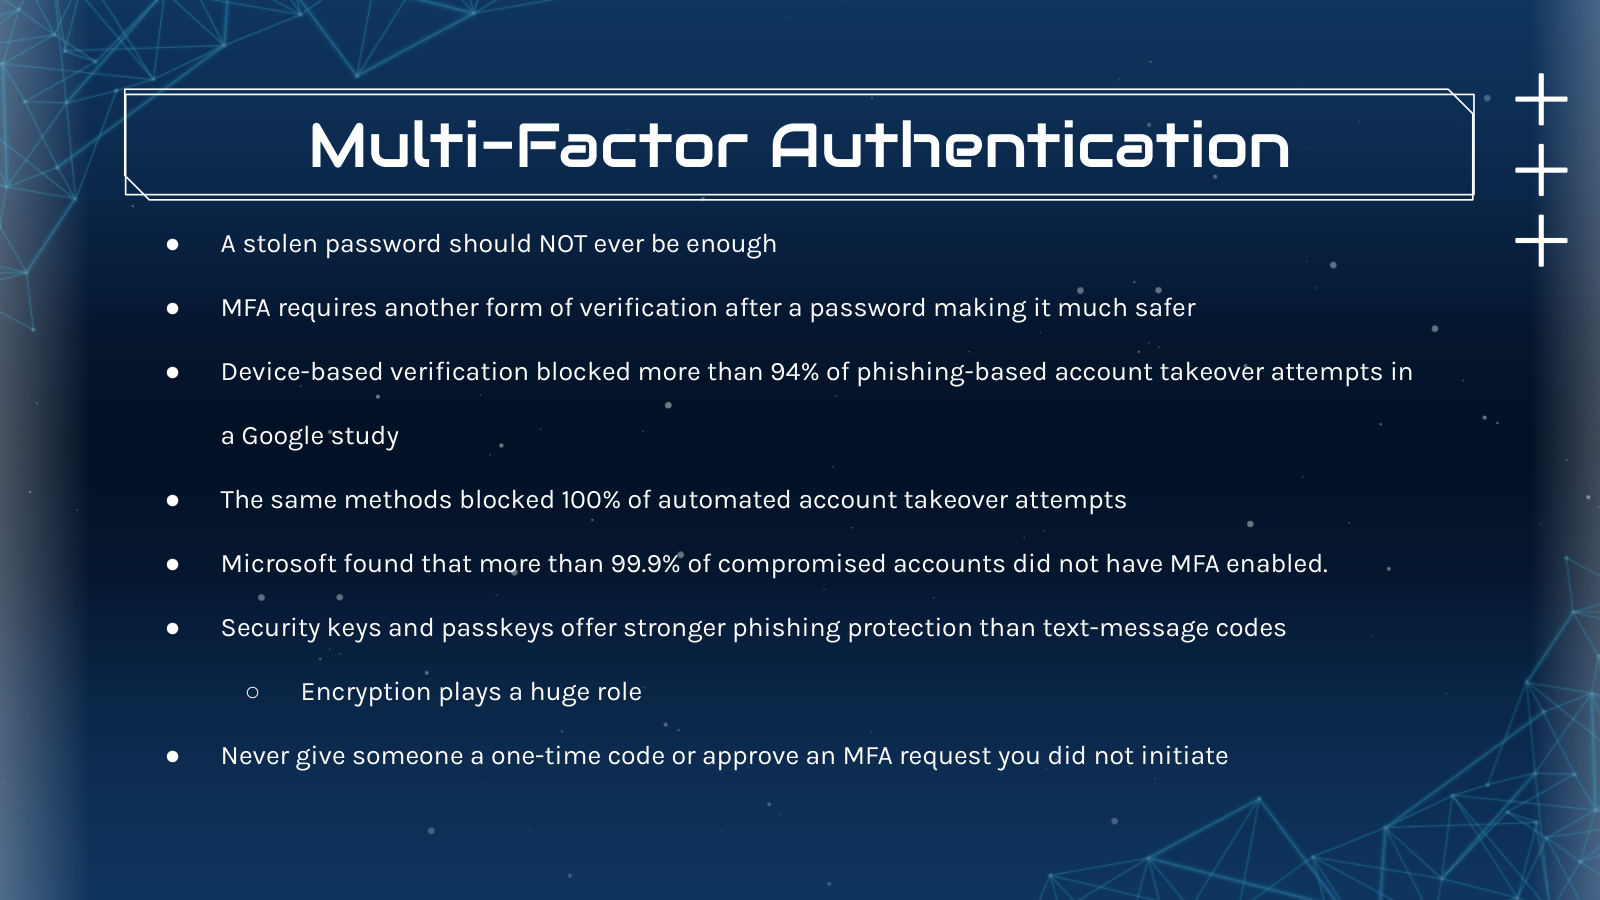 Multi-Factor Authentication
● A stolen password should NOT ever be enough
● MFA requires another form of verification after a password making it much safer
● Device-based verification blocked more than 94% of phishing-based account takeover attempts in
a Google study
● The same methods blocked 100% of automated account takeover attempts
● Microsoft found that more than 99.9% of compromised accounts did not have MFA enabled.
● Security keys and passkeys offer stronger phishing protection than text-message codes
○ Encryption plays a huge role
● Never give someone a one-time code or approve an MFA request you did not initiate